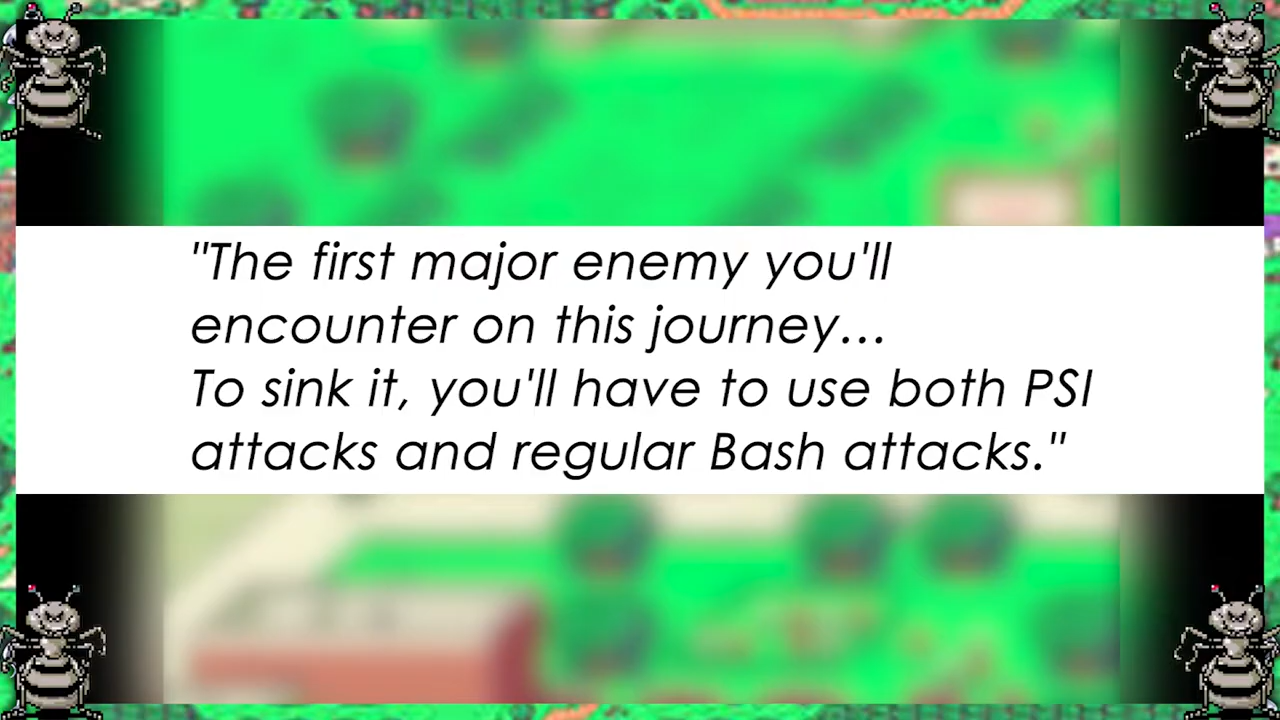 "The first major enemy you'll
encounter on this journey...
To sink it, you'll have to use both PSI
attacks and regular Bash attacks."